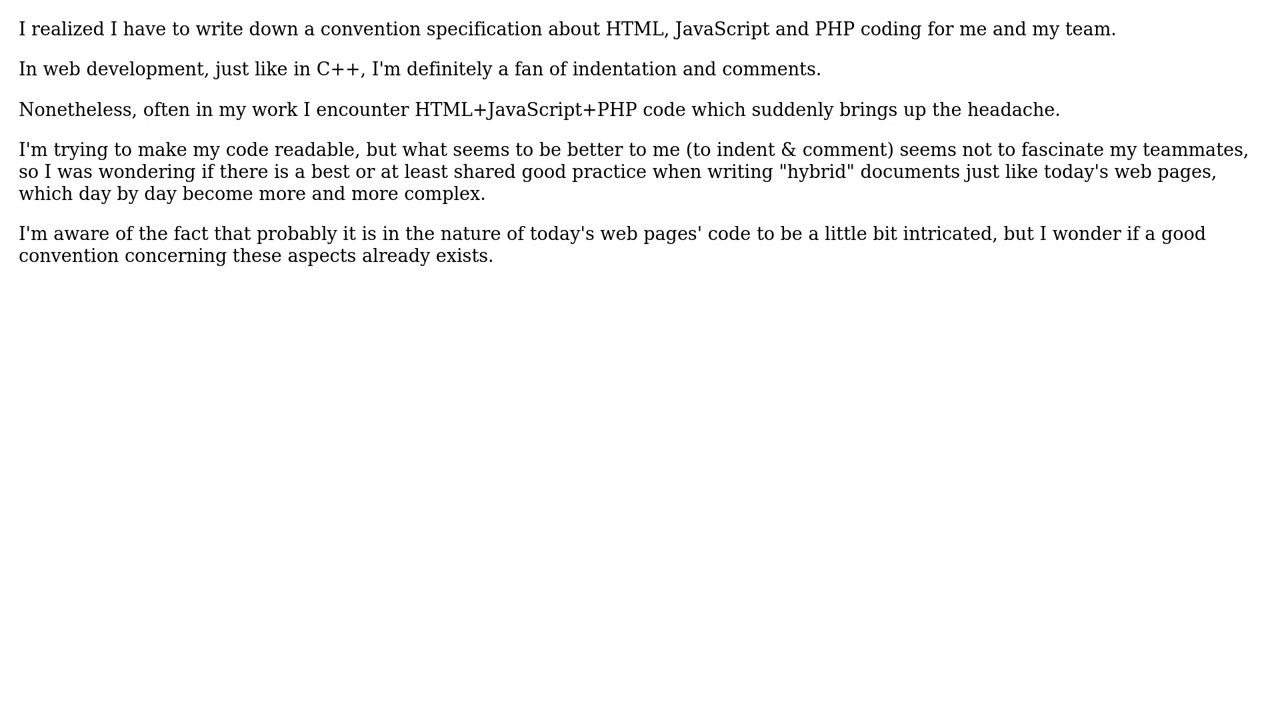 I realized I have to write down a convention specification about HTML, JavaScript and PHP coding for me and my team.
In web development, just like in C++, I'm definitely a fan of indentation and comments.
Nonetheless, often in my work I encounter HTML+JavaScript+PHP code which suddenly brings up the headache.
I'm trying to make my code readable, but what seems to be better to me (to indent & comment) seems not to fascinate my teammates,
so I was wondering if there is a best or at least shared good practice when writing "hybrid" documents just like today's web pages,
which day by day become more and more complex.
I'm aware of the fact that probably it is in the nature of today's web pages' code to be a little bit intricated, but I wonder if a good
convention concerning these aspects already exists.